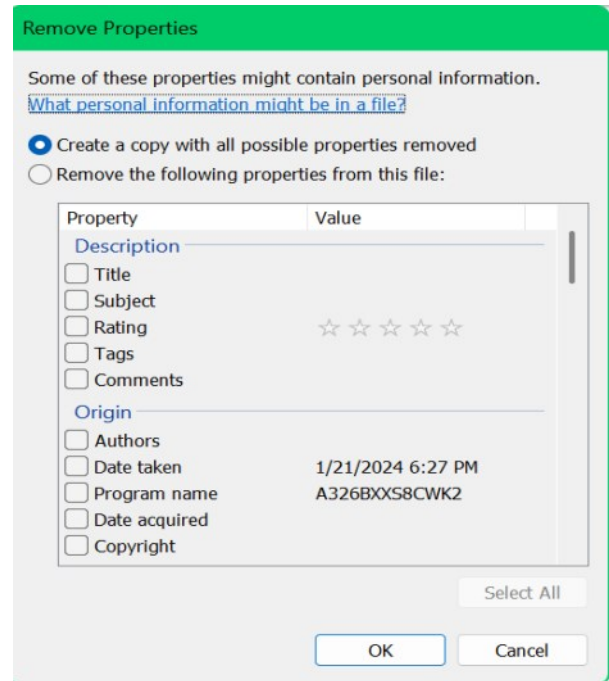 Remove Properties
Some of these properties might contain personal information.
What personal information might be in a file?
Create a copy with all possible properties removed
Remove the following properties from this file:
Property Value
Description
Title
Subject
Rating
Tags
Comments
Origin
Authors
Date taken 1/21/2024 6:27 PM
Program name A326BXXS8CWK2
Date acquired
Copyright
Select All
OK Cancel